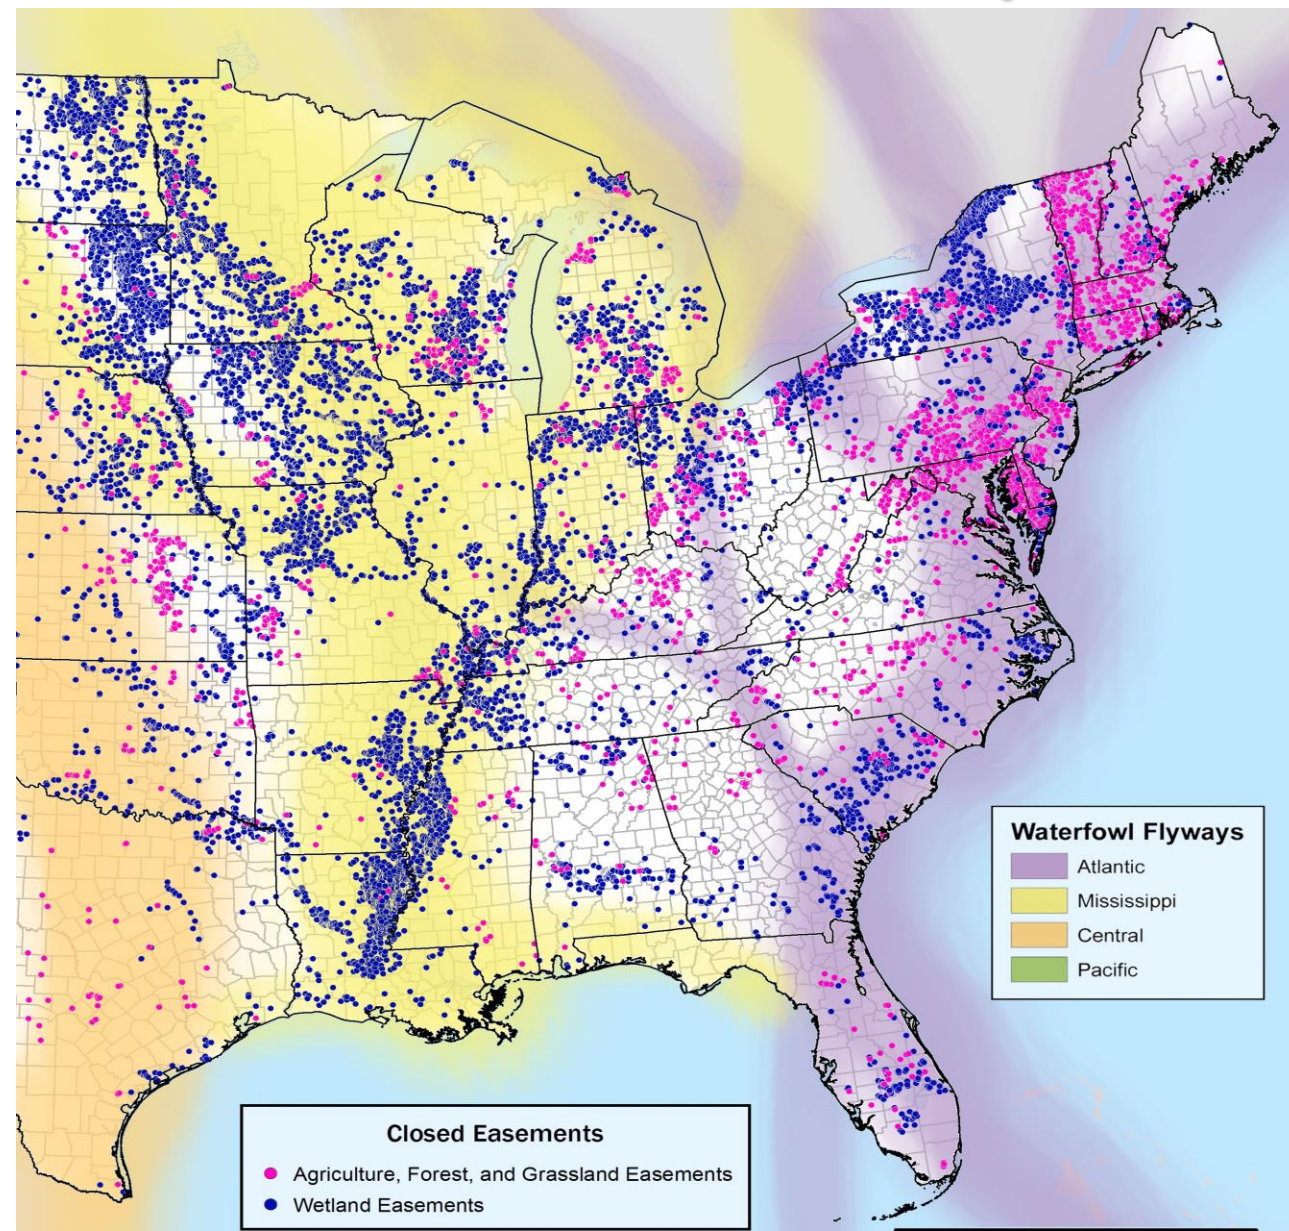 Waterfowl Flyways
Atlantic
Mississippi
Central
Pacific
Closed Easements
Agriculture, Forest, and Grassland Easements
Wetland Easements